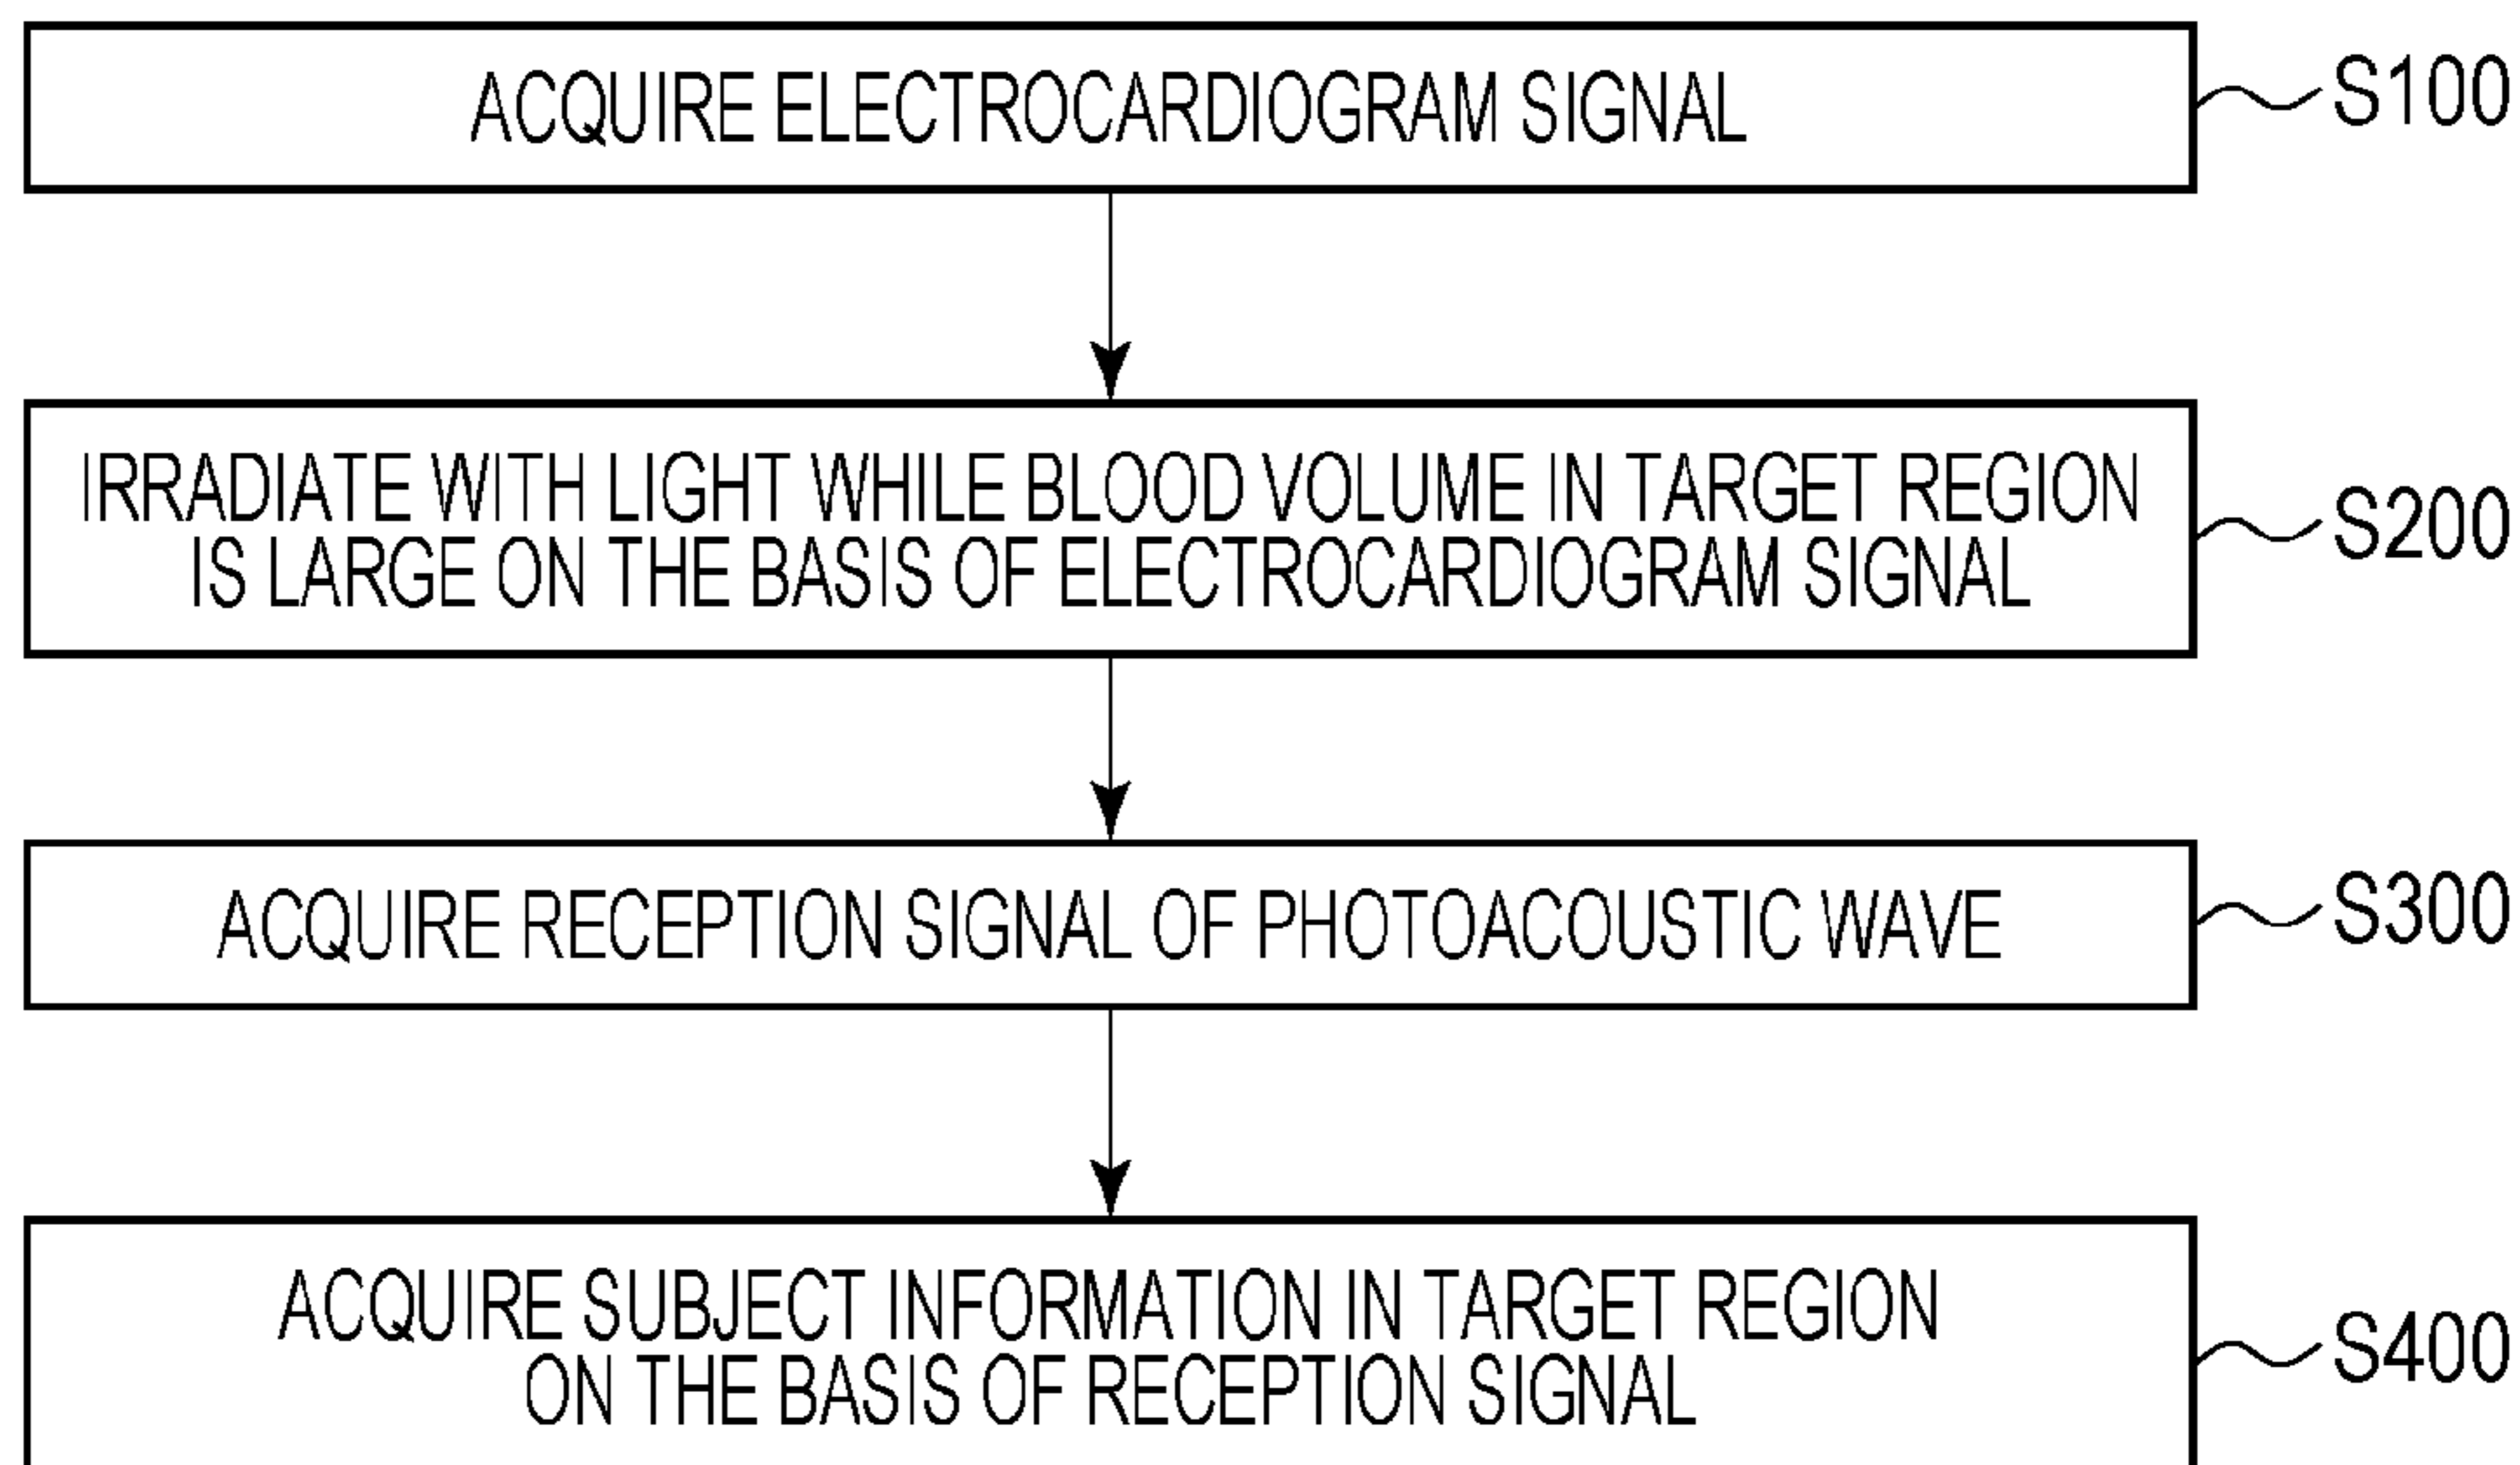 ACQUIRE ELECTROCARDIOGRAM SIGNAL
S100
IRRADIATE WITH LIGHT WHILE BLOOD VOLUME IN TARGET REGION
IS LARGE ON THE BASIS OF ELECTROCARDIOGRAM SIGNAL
S200
ACQUIRE RECEPTION SIGNAL OF PHOTOACOUSTIC WAVE
S300
ACQUIRE SUBJECT INFORMATION IN TARGET REGION
ON THE BASIS OF RECEPTION SIGNAL
S400